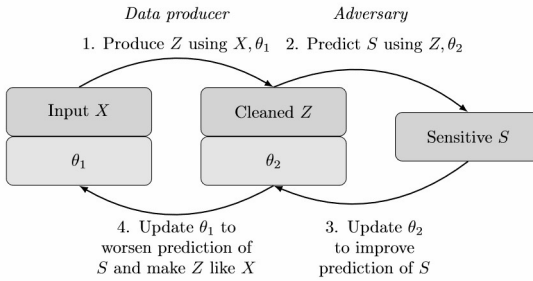 Data producer
Adversary
1. Produce Z using X, θ₁
2. Predict S using Z, θ₂
Input X
θ₁
Cleaned Z
θ₂
Sensitive S
4. Update θ₁ to
worsen prediction of
S and make Z like X
3. Update θ₂
to improve
prediction of S